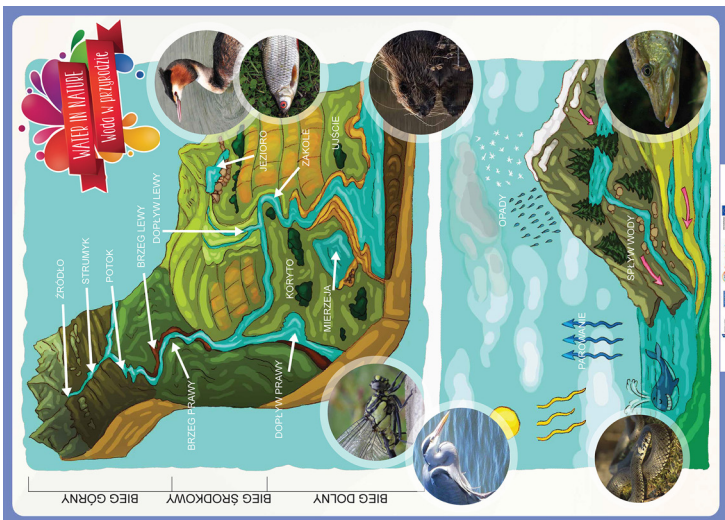 WATER IN NATURE
woda w przyrodzie
ŹRÓDŁO
STRUMYK
POTOK
BRZEG LEWY
DOPŁYW LEWY
JEZIORO
ZAKOLE
UJŚCIE
BRZEG PRAWY
DOPŁYW PRAWY
KORYTO
MIERZEJA
BIEG GÓRNY
BIEG ŚRODKOWY
BIEG DOLNY
OPADY
SPŁYW WODY
PAROWANIE